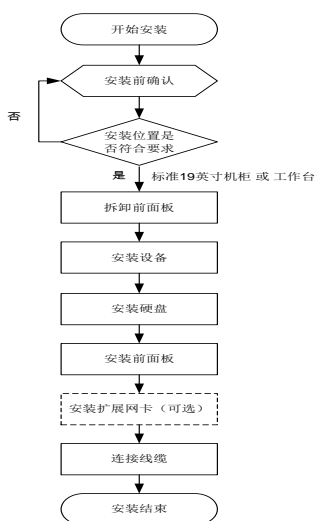 开始安装
安装前确认
否
安装位置是
否符合要求
是 标准19英寸机柜 或 工作台
拆卸前面板
安装设备
安装硬盘
安装前面板
安装扩展网卡（可选）
连接线缆
安装结束